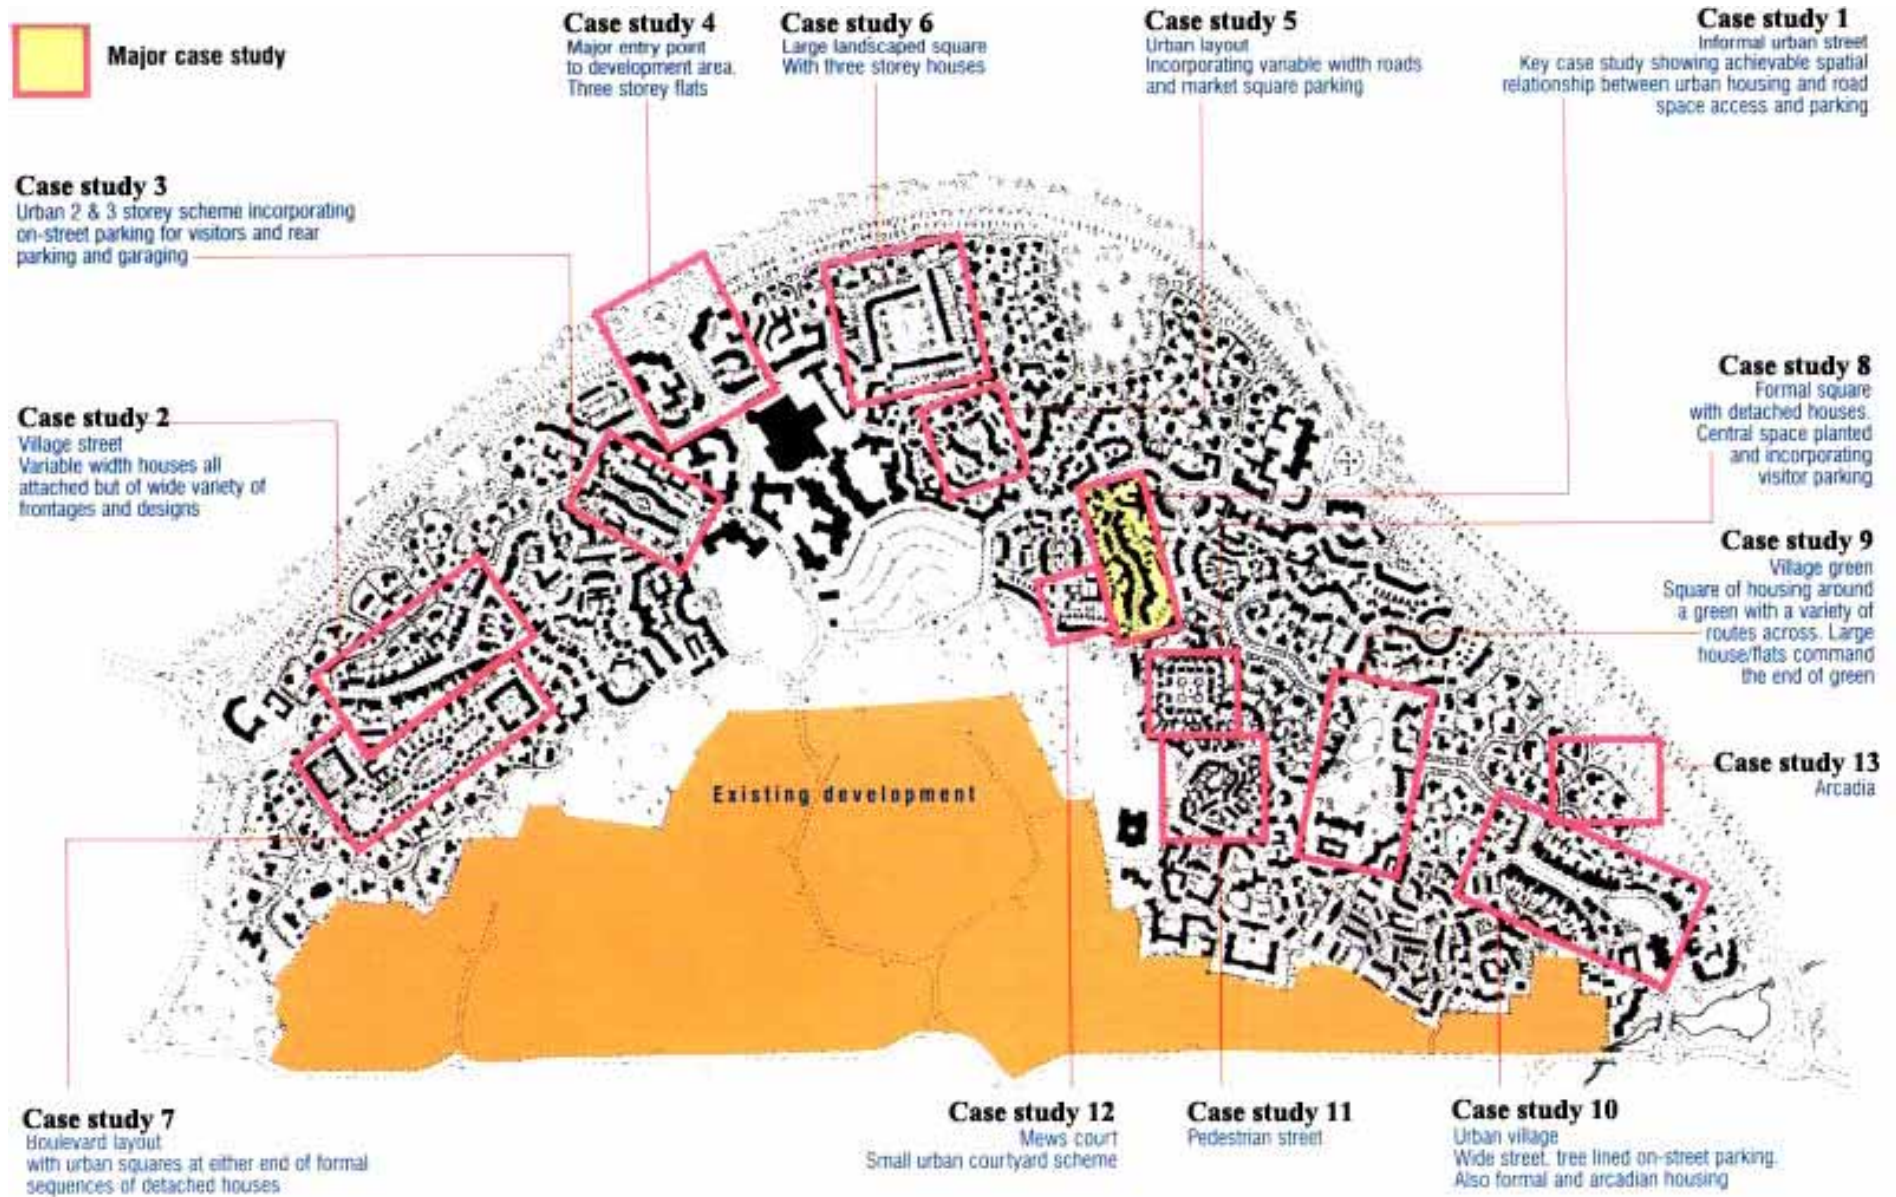 Major case study
Case study 4
Major entry point
to development area.
Three storey flats
Case study 6
Large landscaped square
With three storey houses
Case study 5
Urban layout
Incorporating variable width roads
and market square parking
Case study 1
Informal urban street
Key case study showing achievable spatial
relationship between urban housing and road
space access and parking
Case study 3
Urban 2 & 3 storey scheme incorporating
on-street parking for visitors and rear
parking and garaging
Case study 2
Village street
Variable width houses all
attached but of wide variety of
frontages and designs
Case study 8
Formal square
with detached houses.
Central space planted
and incorporating
visitor parking
Case study 9
Village green
Square of housing around
a green with a variety of
routes across. Large
house/flats command
the end of green
Case study 13
Arcadia
Existing development
Case study 7
Boulevard layout
with urban squares at either end of formal
sequences of detached houses
Case study 12
Mews court
Small urban courtyard scheme
Case study 11
Pedestrian street
Case study 10
Urban village
Wide street, tree lined on-street parking.
Also formal and arcadian housing